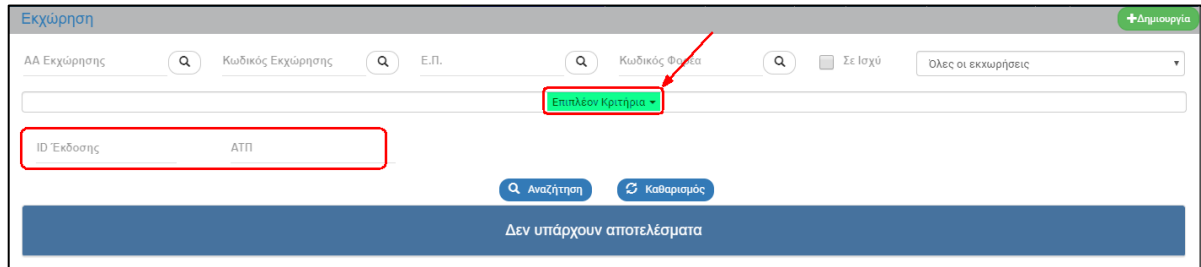 Εκχώρηση
+Δημιουργία
ΑΑ Εκχώρησης Κωδικός Εκχώρησης Ε.Π. Κωδικός Φορέα Σε Ισχύ Όλες οι εκχωρήσεις
Επιπλέον Κριτήρια
ID Έκδοσης ΑΤΠ
Αναζήτηση Καθαρισμός
Δεν υπάρχουν αποτελέσματα